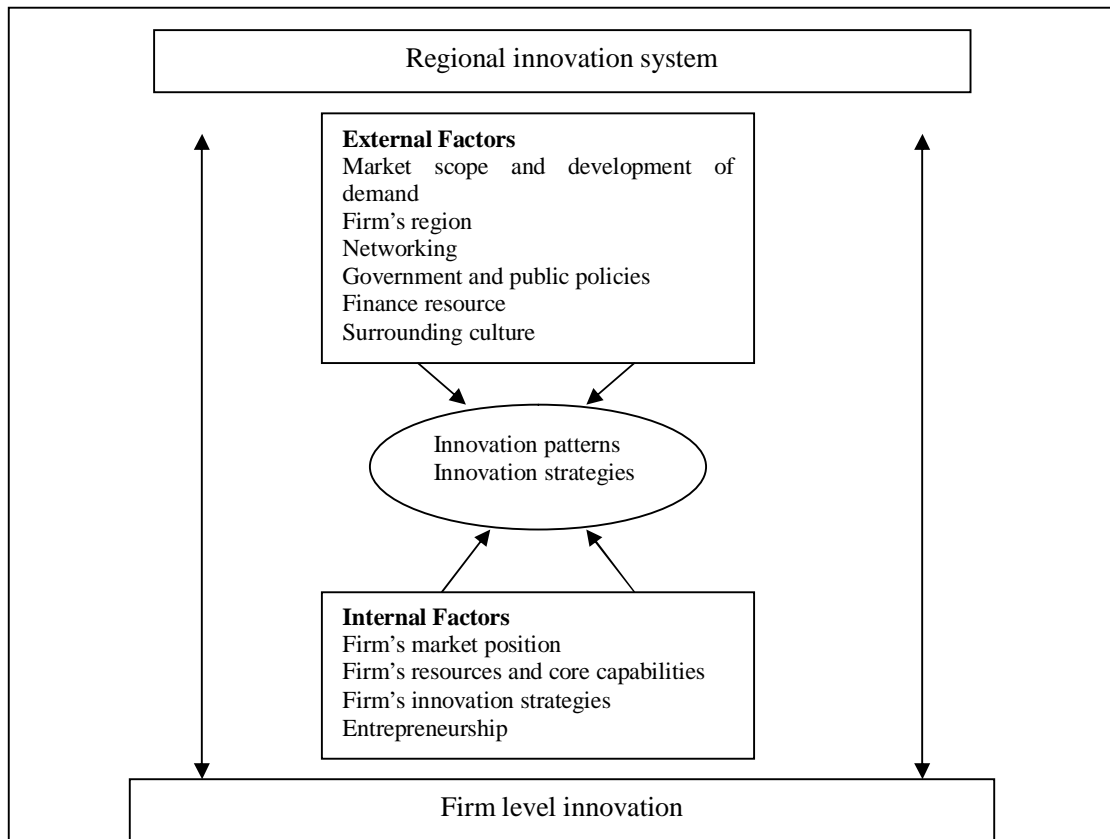 Regional innovation system
External Factors
Market scope and development of
demand
Firm’s region
Networking
Government and public policies
Finance resource
Surrounding culture
Innovation patterns
Innovation strategies
Internal Factors
Firm’s market position
Firm’s resources and core capabilities
Firm’s innovation strategies
Entrepreneurship
Firm level innovation